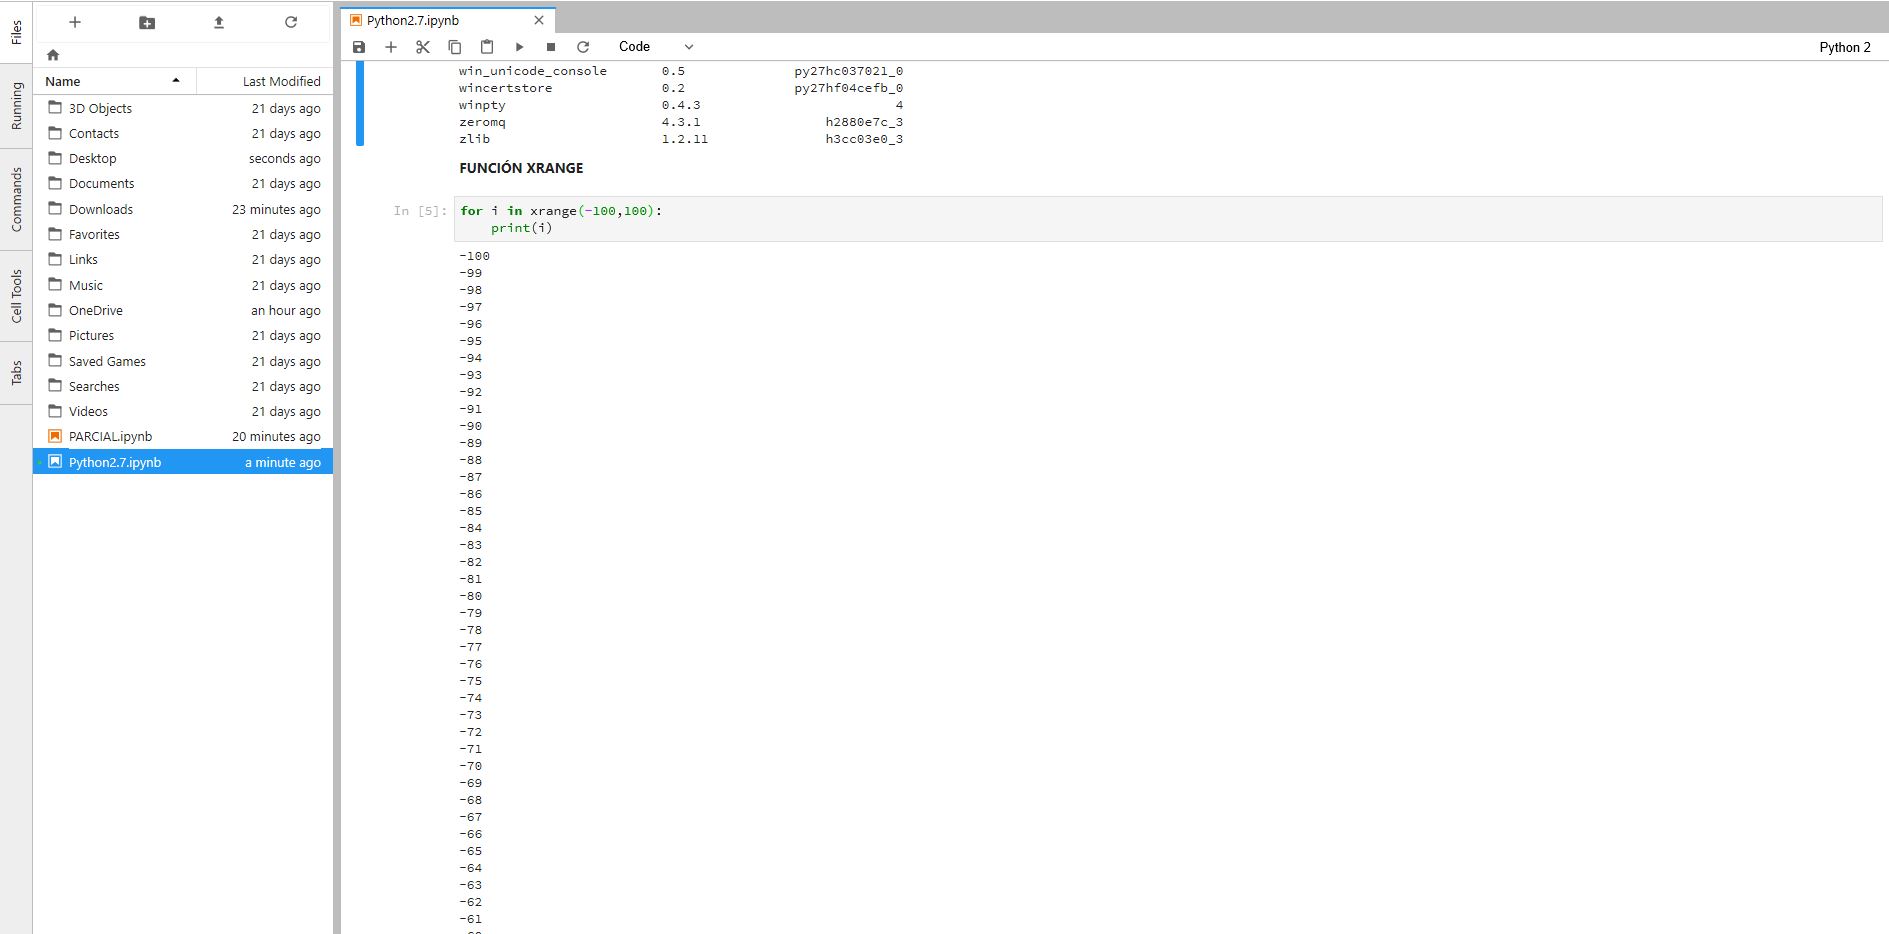 Files
Running
Commands
Cell Tools
Tabs
Name Last Modified
3D Objects 21 days ago
Contacts 21 days ago
Desktop seconds ago
Documents 21 days ago
Downloads 23 minutes ago
Favorites 21 days ago
Links 21 days ago
Music 21 days ago
OneDrive an hour ago
Pictures 21 days ago
Saved Games 21 days ago
Searches 21 days ago
Videos 21 days ago
PARCIAL.ipynb 20 minutes ago
Python2.7.ipynb a minute ago
Python2.7.ipynb
Code Python 2
win_unicode_console 0.5 py27hc037021_0
wincertstore 0.2 py27hf04cefb_0
winpty 0.4.3 4
zeromq 4.3.1 h2880e7c_3
zlib 1.2.11 h3cc03e0_3
FUNCIÓN XRANGE
In [5]: for i in xrange(-100,100):
print(i)
-100
-99
-98
-97
-96
-95
-94
-93
-92
-91
-90
-89
-88
-87
-86
-85
-84
-83
-82
-81
-80
-79
-78
-77
-76
-75
-74
-73
-72
-71
-70
-69
-68
-67
-66
-65
-64
-63
-62
-61